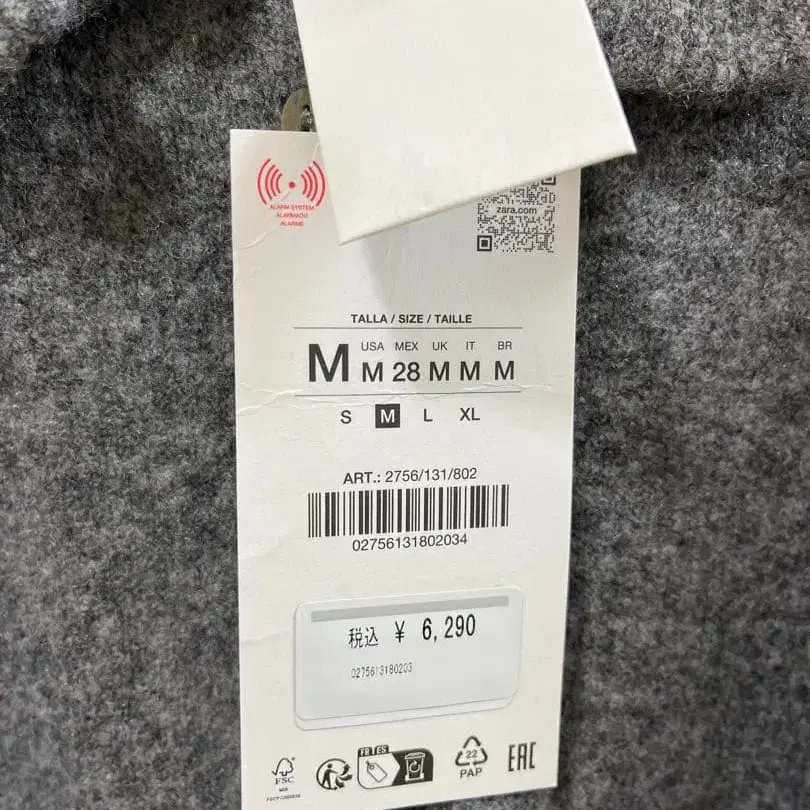 ALARM SYSTEM
ALARMADO
ALARME
zara.com
TALLA / SIZE / TAILLE
USA MEX UK IT BR
M M 28 M M M
S M L XL
ART.: 2756/131/802
02756131802034
税込 ¥ 6,290
0275613180203
FR ES
FSC
MIX
22
PAP
EAC